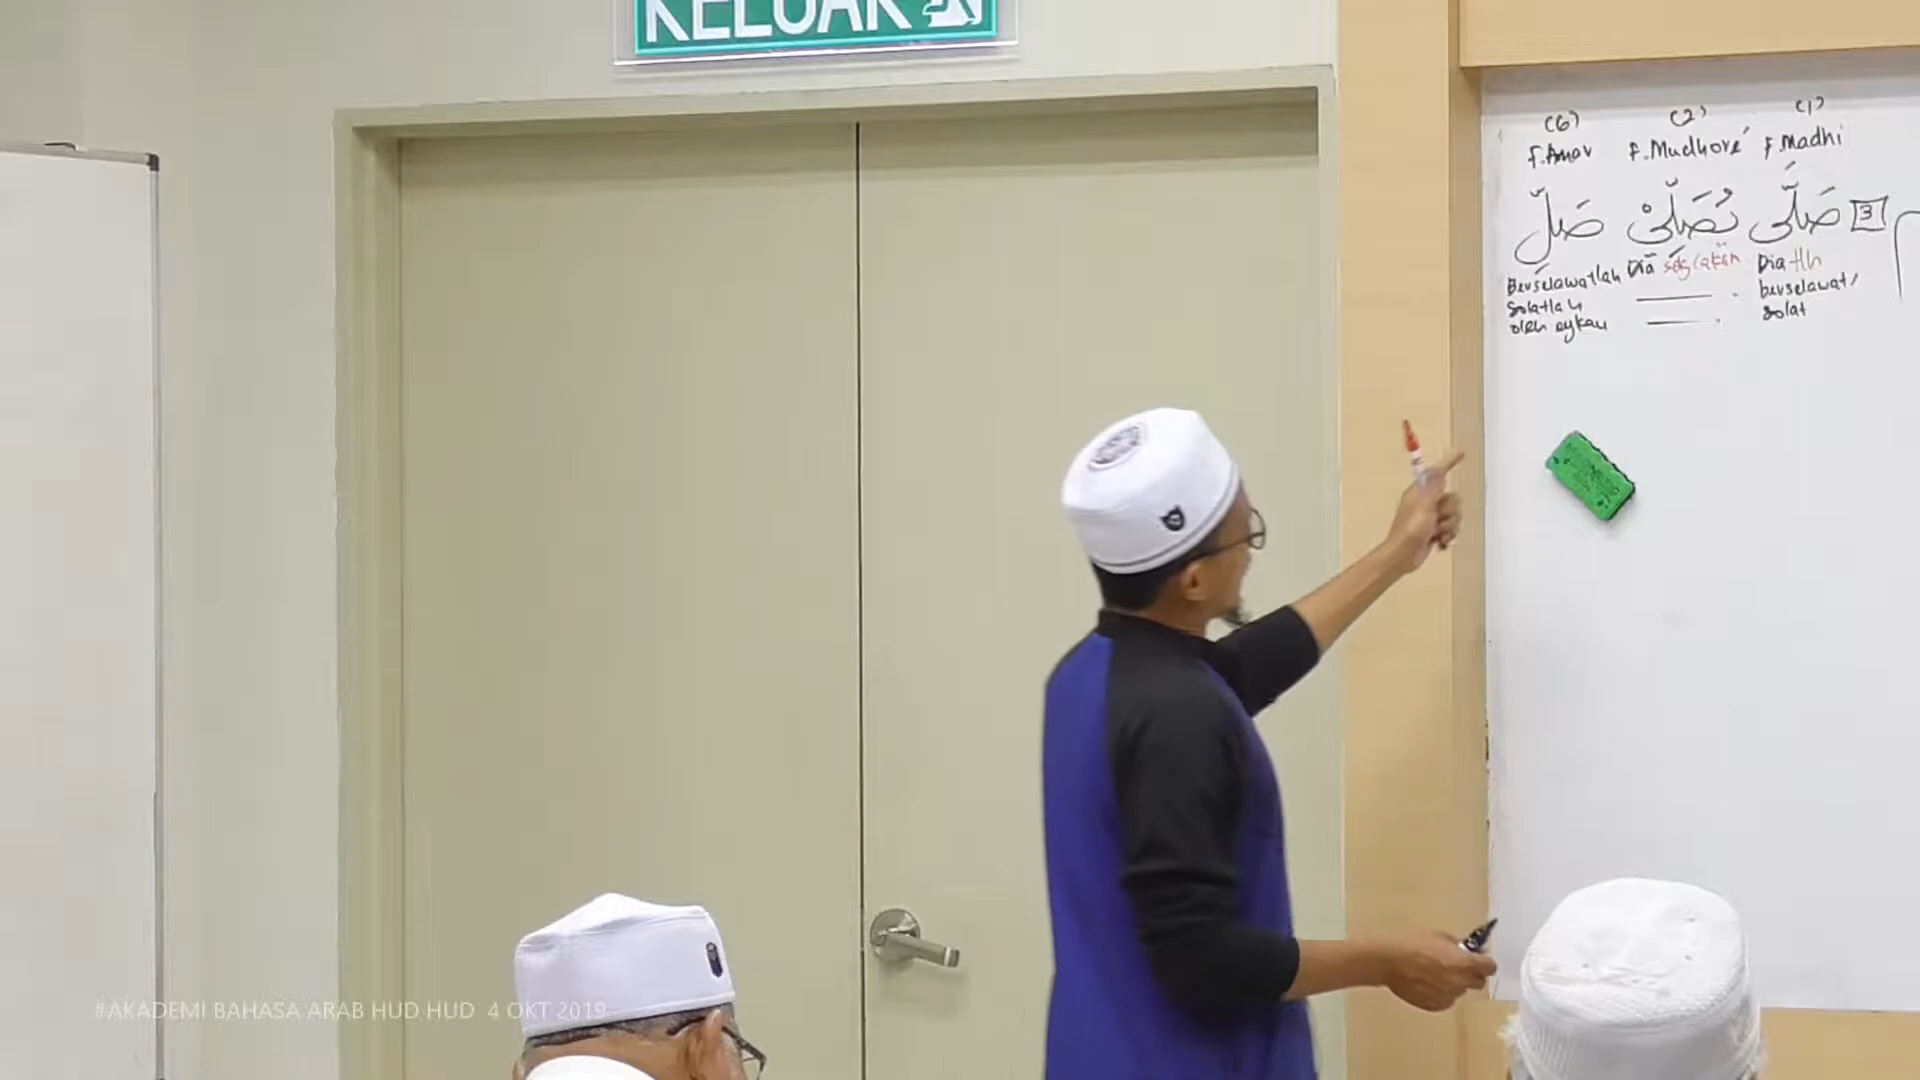 KELUAR
(6) (2) (1)
F.Amar F.Mudhore' F.Madhi
3 صَلَّى يُصَلِّيْ صَلِّ
Berselawatlah Dia sdg/akan Dia tlh
Solatlah berselawat/
oleh engkau solat
#AKADEMI BAHASA ARAB HUD HUD 4 OKT 2019